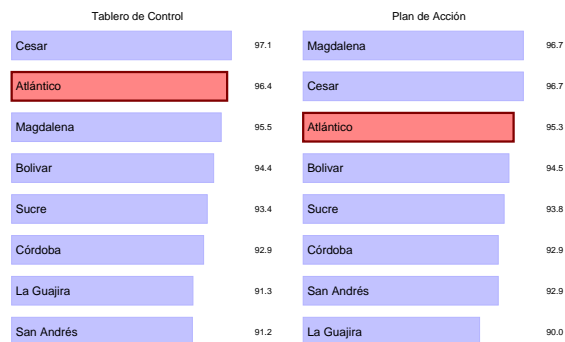 Tablero de Control
Cesar 97.1
Atlántico 96.4
Magdalena 95.5
Bolivar 94.4
Sucre 93.4
Córdoba 92.9
La Guajira 91.3
San Andrés 91.2
Plan de Acción
Magdalena 96.7
Cesar 96.7
Atlántico 95.3
Bolivar 94.5
Sucre 93.8
Córdoba 92.9
San Andrés 92.9
La Guajira 90.0